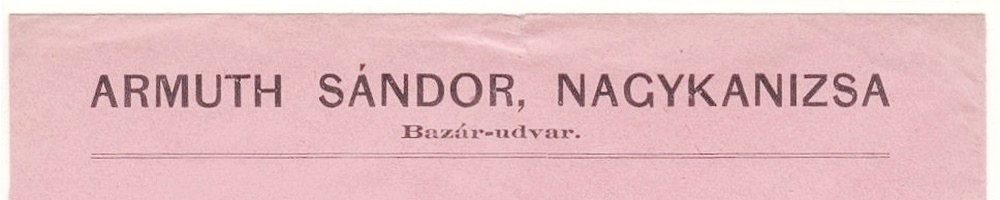 ARMUTH SÁNDOR, NAGYKANIZSA
Bazár-udvar.